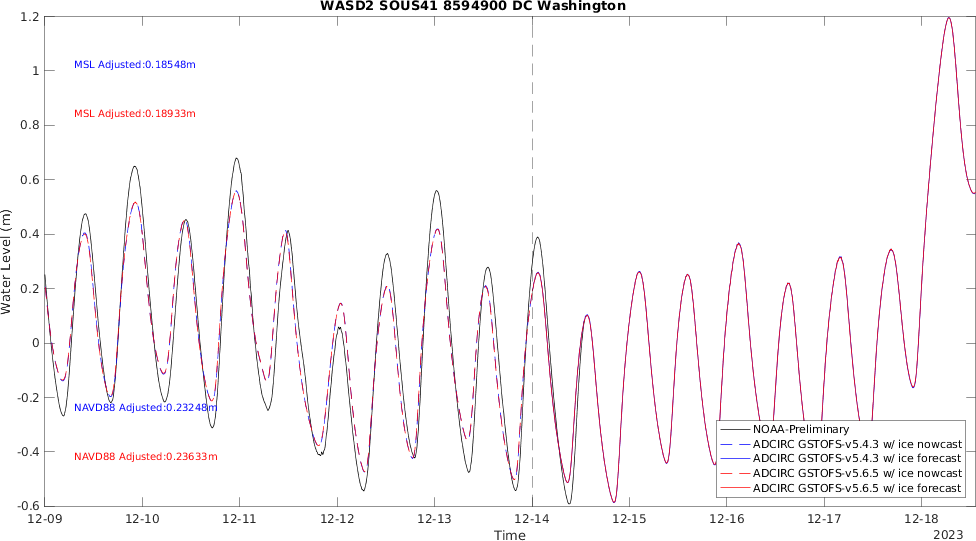 WASD2 SOUS41 8594900 DC Washington
1.2
1
0.8
0.6
0.4
0.2
0
-0.2
-0.4
-0.6
Water Level (m)
MSL Adjusted:0.18548m
MSL Adjusted:0.18933m
NAVD88 Adjusted:0.23248m
NAVD88 Adjusted:0.23633m
NOAA-Preliminary
ADCIRC GSTOFS-v5.4.3 w/ ice nowcast
ADCIRC GSTOFS-v5.4.3 w/ ice forecast
ADCIRC GSTOFS-v5.6.5 w/ ice nowcast
ADCIRC GSTOFS-v5.6.5 w/ ice forecast
12-09 12-10 12-11 12-12 12-13 12-14 12-15 12-16 12-17 12-18
Time
2023